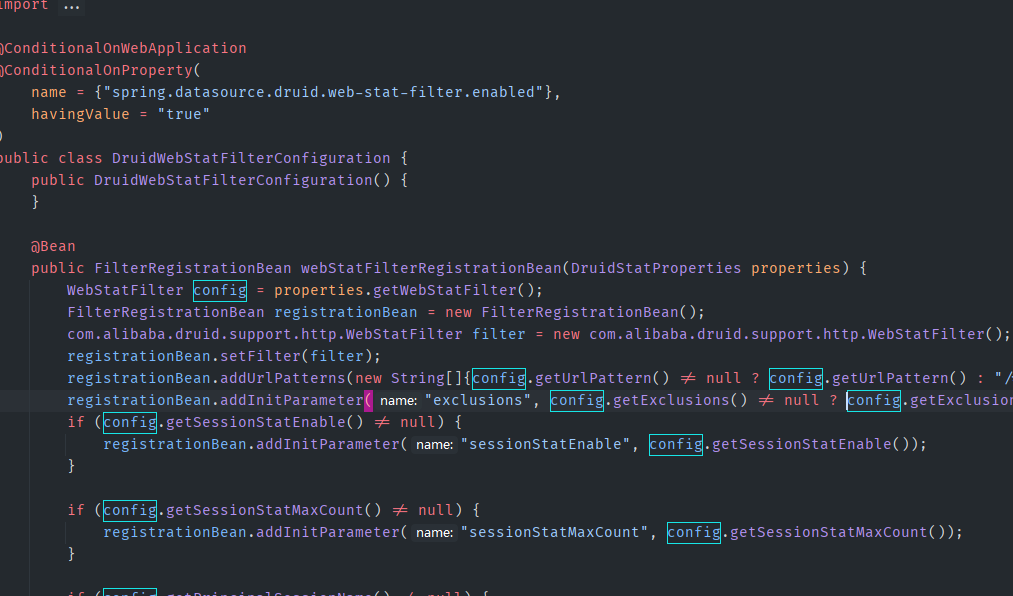 import ...
@ConditionalOnWebApplication
@ConditionalOnProperty(
name = {"spring.datasource.druid.web-stat-filter.enabled"},
havingValue = "true"
)
public class DruidWebStatFilterConfiguration {
public DruidWebStatFilterConfiguration() {
}
@Bean
public FilterRegistrationBean webStatFilterRegistrationBean(DruidStatProperties properties) {
WebStatFilter config = properties.getWebStatFilter();
FilterRegistrationBean registrationBean = new FilterRegistrationBean();
com.alibaba.druid.support.http.WebStatFilter filter = new com.alibaba.druid.support.http.WebStatFilter();
registrationBean.setFilter(filter);
registrationBean.addUrlPatterns(new String[]{config.getUrlPattern() ≠ null ? config.getUrlPattern() : "/
registrationBean.addInitParameter( name: "exclusions", config.getExclusions() ≠ null ? config.getExclusion
if (config.getSessionStatEnable() ≠ null) {
registrationBean.addInitParameter( name: "sessionStatEnable", config.getSessionStatEnable());
}
if (config.getSessionStatMaxCount() ≠ null) {
registrationBean.addInitParameter( name: "sessionStatMaxCount", config.getSessionStatMaxCount());
}
if (config.getPrincipalSessionName() ≠ null) {